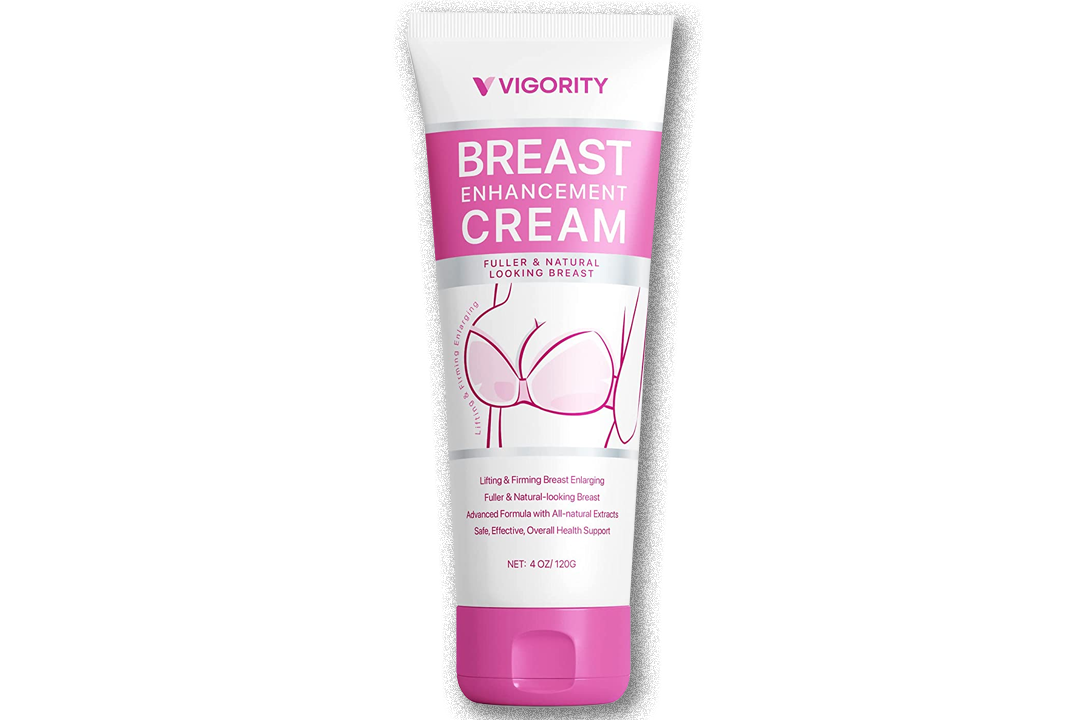 VIGORITY
BREAST
ENHANCEMENT
CREAM
FULLER & NATURAL
LOOKING BREAST
Lifting & Firming Enlarging
Lifting & Firming Breast Enlarging
Fuller & Natural-looking Breast
Advanced Formula with All-natural Extracts
Safe, Effective, Overall Health Support
NET: 4 OZ/ 120G